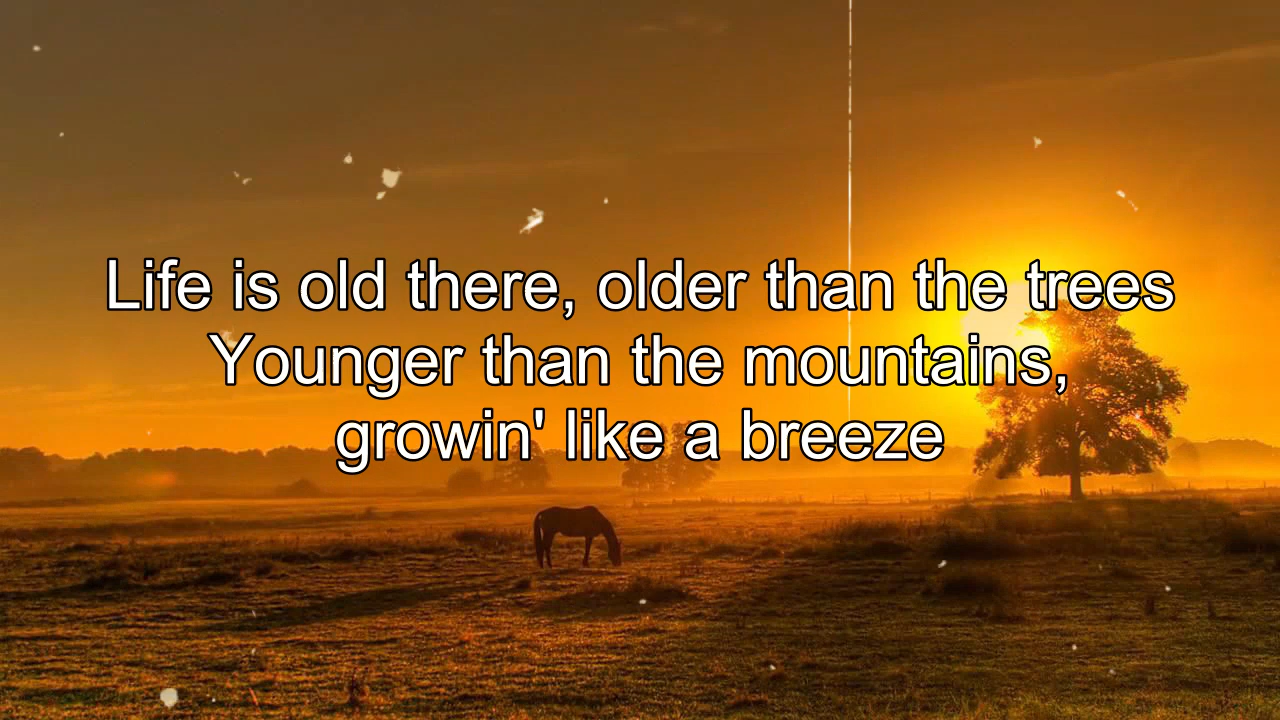 Life is old there, older than the trees
Younger than the mountains,
growin' like a breeze